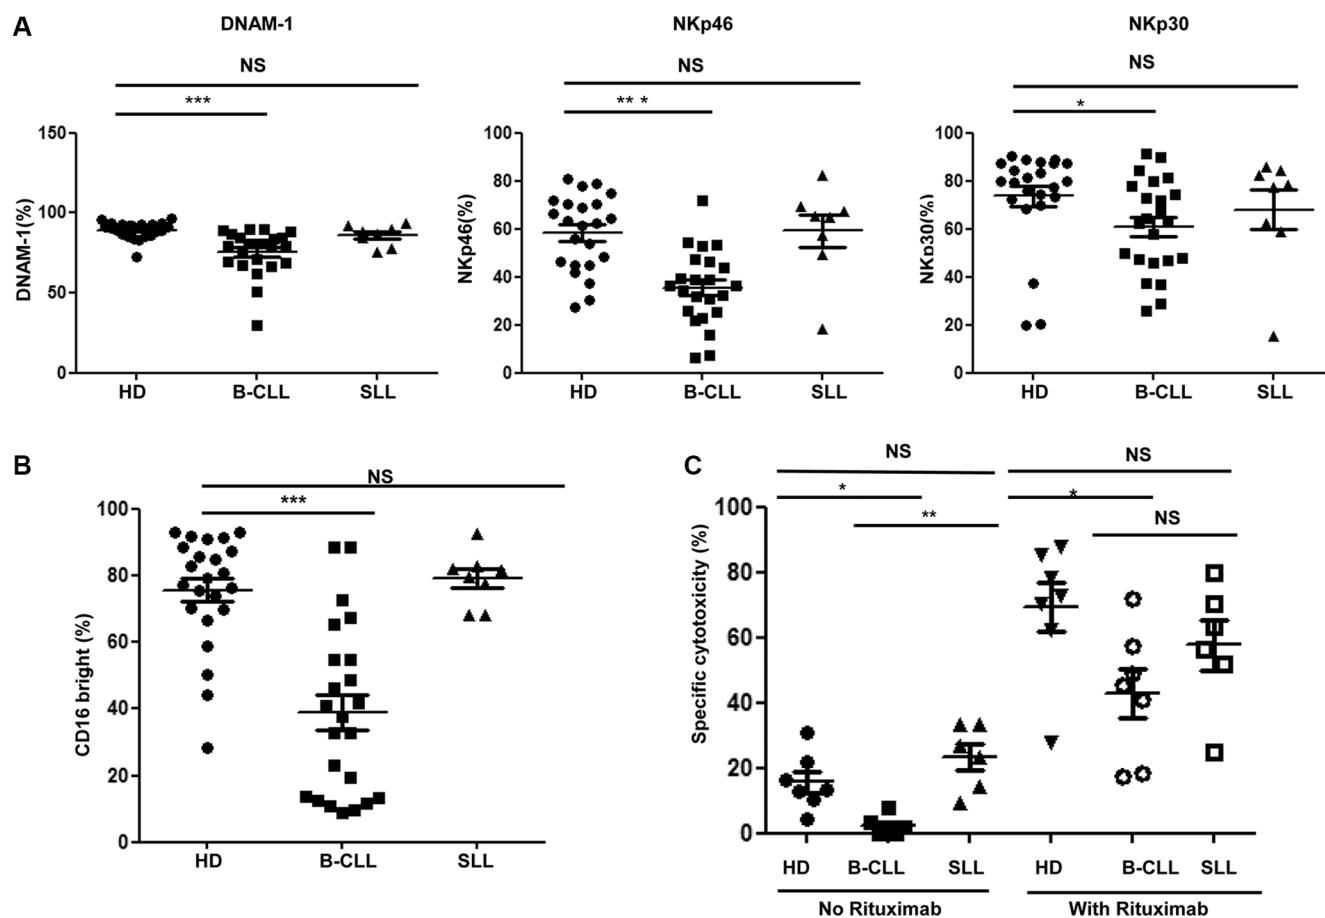 A
DNAM-1
NKp46
NKp30
NS
NS
NS
***
** *
*
DNAM-1(%)
150
100
50
0
HD
B-CLL
SLL
NKp46(%)
100
80
60
40
20
0
HD
B-CLL
SLL
NKp30(%)
100
80
60
40
20
0
HD
B-CLL
SLL
B
NS
***
CD16 bright (%)
100
80
60
40
20
0
HD
B-CLL
SLL
C
NS
NS
*
*
**
NS
Specific cytotoxicity (%)
100
80
60
40
20
0
HD
B-CLL
SLL
HD
B-CLL
SLL
No Rituximab
With Rituximab